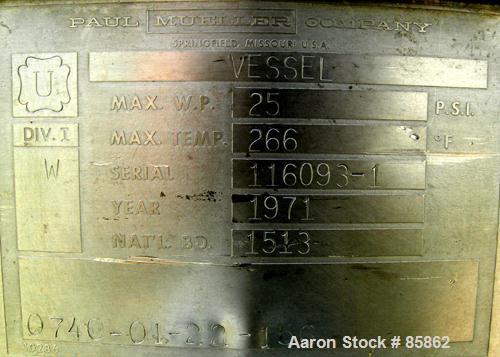 PAUL MUELLER COMPANY
SPRINGFIELD, MISSOURI U.S.A.
VESSEL
U
MAX. W.P. 25 P.S.I.
DIV. I MAX. TEMP. 266 °F
W SERIAL 116093-1
YEAR 1971
NAT'L. BD. 1513
10284
Aaron Stock # 85862